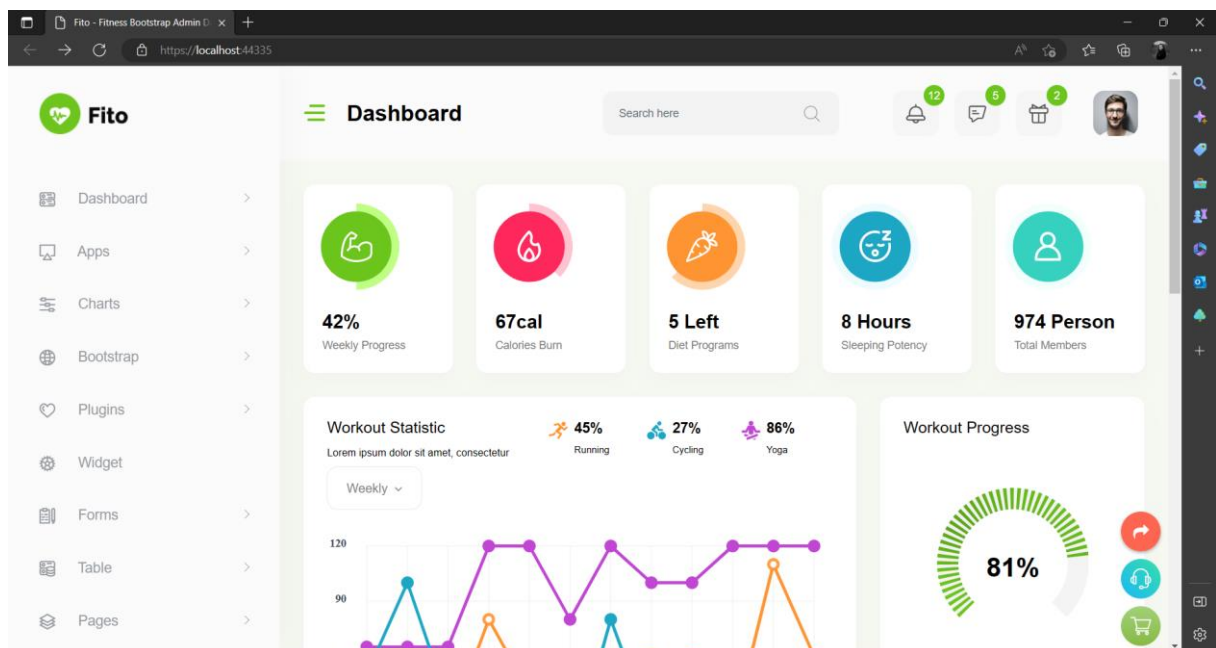 Fito - Fitness Bootstrap Admin D
https://localhost:44335
Fito
Dashboard
Search here
12
5
2
Dashboard
Apps
Charts
Bootstrap
Plugins
Widget
Forms
Table
Pages
42%
Weekly Progress
67cal
Calories Burn
5 Left
Diet Programs
8 Hours
Sleeping Potency
974 Person
Total Members
Workout Statistic
Lorem ipsum dolor sit amet, consectetur
45%
Running
27%
Cycling
86%
Yoga
Weekly
120
90
Workout Progress
81%